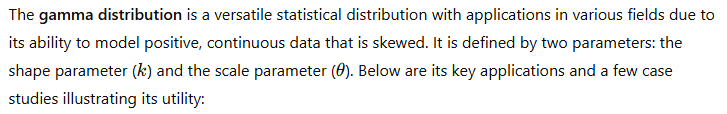 The gamma distribution is a versatile statistical distribution with applications in various fields due to
its ability to model positive, continuous data that is skewed. It is defined by two parameters: the
shape parameter (k) and the scale parameter (θ). Below are its key applications and a few case
studies illustrating its utility: